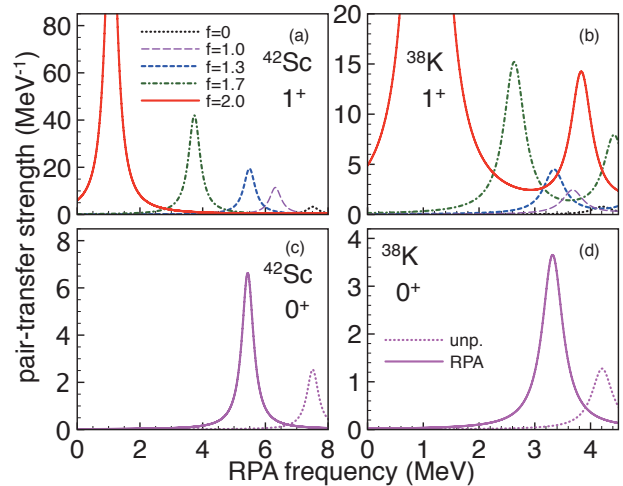 pair-transfer strength (MeV⁻¹)
(a)
f=0
f=1.0
f=1.3
f=1.7
f=2.0
⁴²Sc
1⁺
80
60
40
20
0
(b)
³⁸K
1⁺
20
15
10
5
0
(c)
⁴²Sc
0⁺
8
6
4
2
0
0 2 4 6 8
(d)
³⁸K
0⁺
unp.
RPA
4
3
2
1
0
0 1 2 3 4
RPA frequency (MeV)